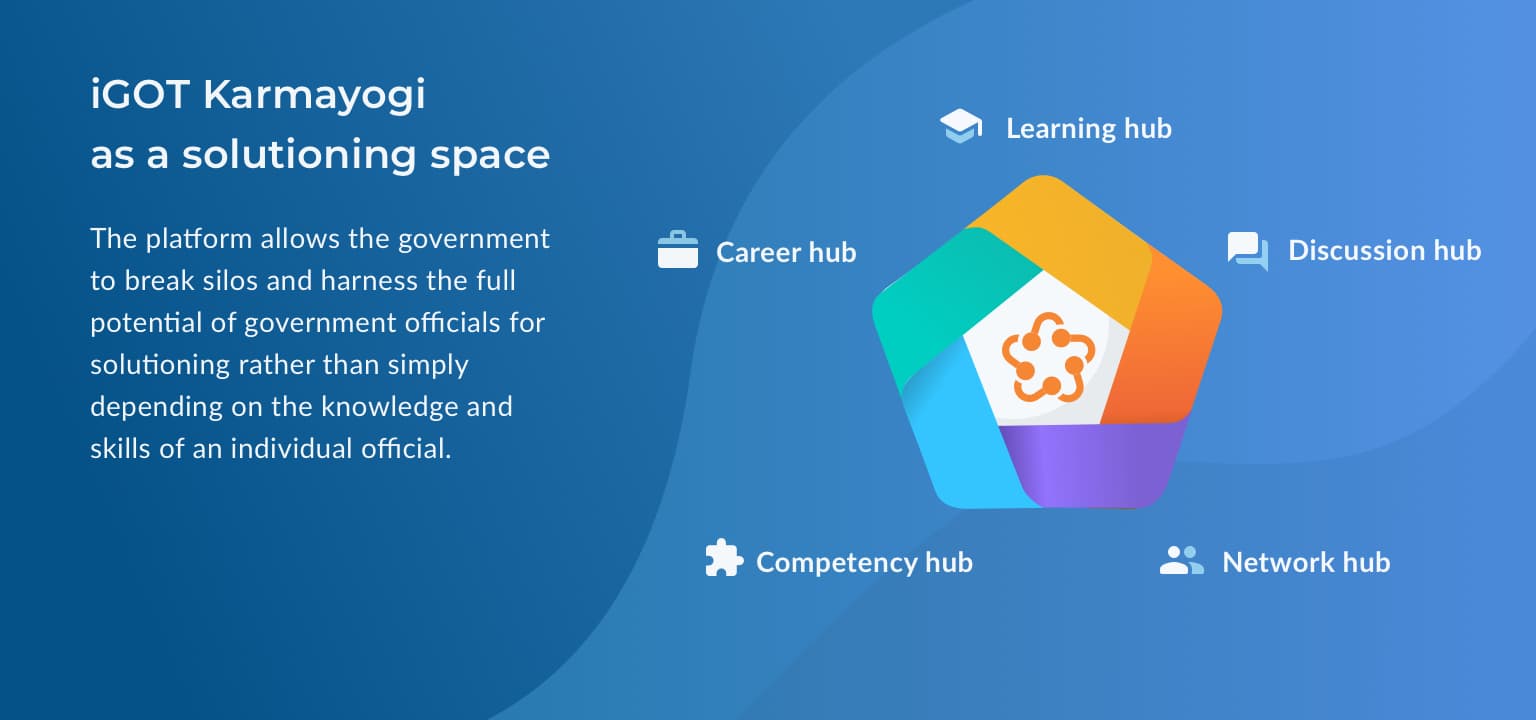 iGOT Karmayogi
as a solutioning space
The platform allows the government
to break silos and harness the full
potential of government officials for
solutioning rather than simply
depending on the knowledge and
skills of an individual official.
Learning hub
Career hub
Discussion hub
Competency hub
Network hub